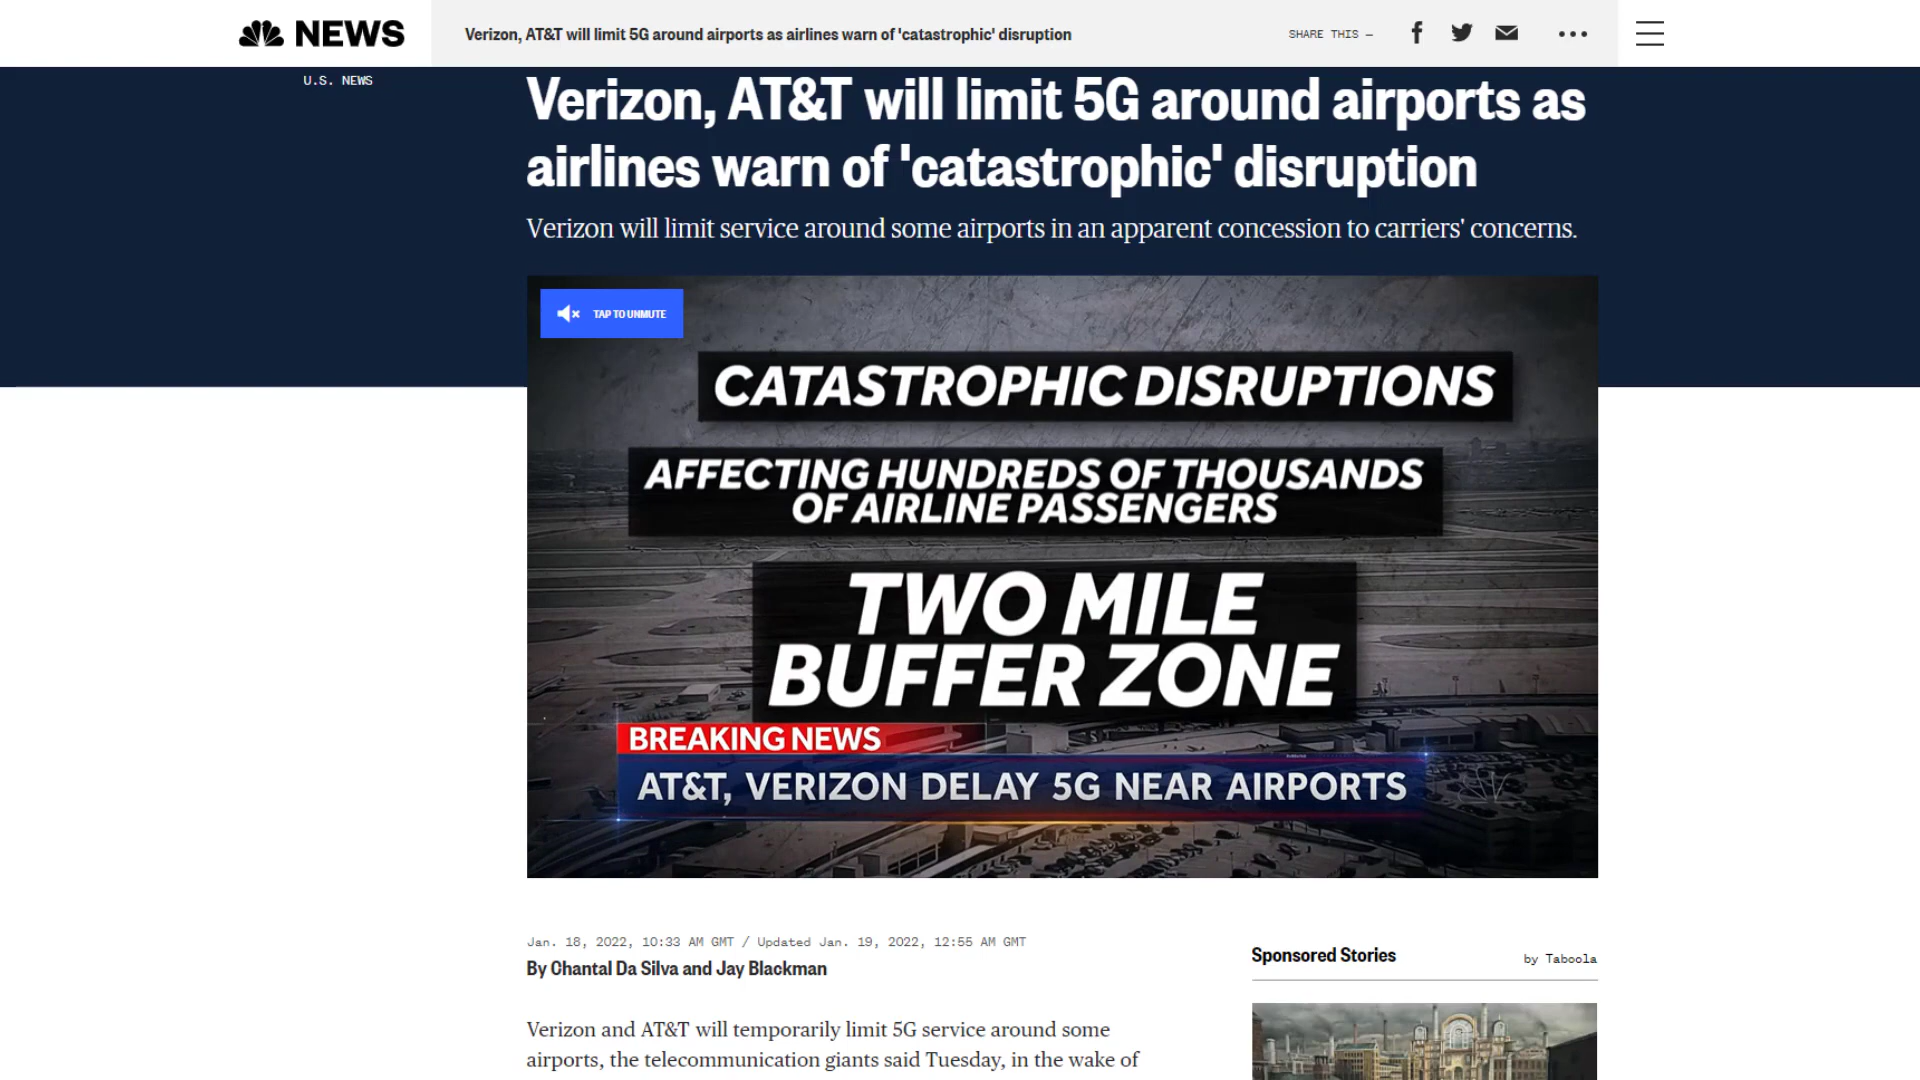 NEWS
Verizon, AT&T will limit 5G around airports as airlines warn of 'catastrophic' disruption
SHARE THIS —
U.S. NEWS
Verizon, AT&T will limit 5G around airports as
airlines warn of 'catastrophic' disruption
Verizon will limit service around some airports in an apparent concession to carriers' concerns.
TAP TO UNMUTE
CATASTROPHIC DISRUPTIONS
AFFECTING HUNDREDS OF THOUSANDS
OF AIRLINE PASSENGERS
TWO MILE
BUFFER ZONE
BREAKING NEWS
AT&T, VERIZON DELAY 5G NEAR AIRPORTS
Jan. 18, 2022, 10:33 AM GMT / Updated Jan. 19, 2022, 12:55 AM GMT
By Chantal Da Silva and Jay Blackman
Verizon and AT&T will temporarily limit 5G service around some
airports, the telecommunication giants said Tuesday, in the wake of
Sponsored Stories
by Taboola